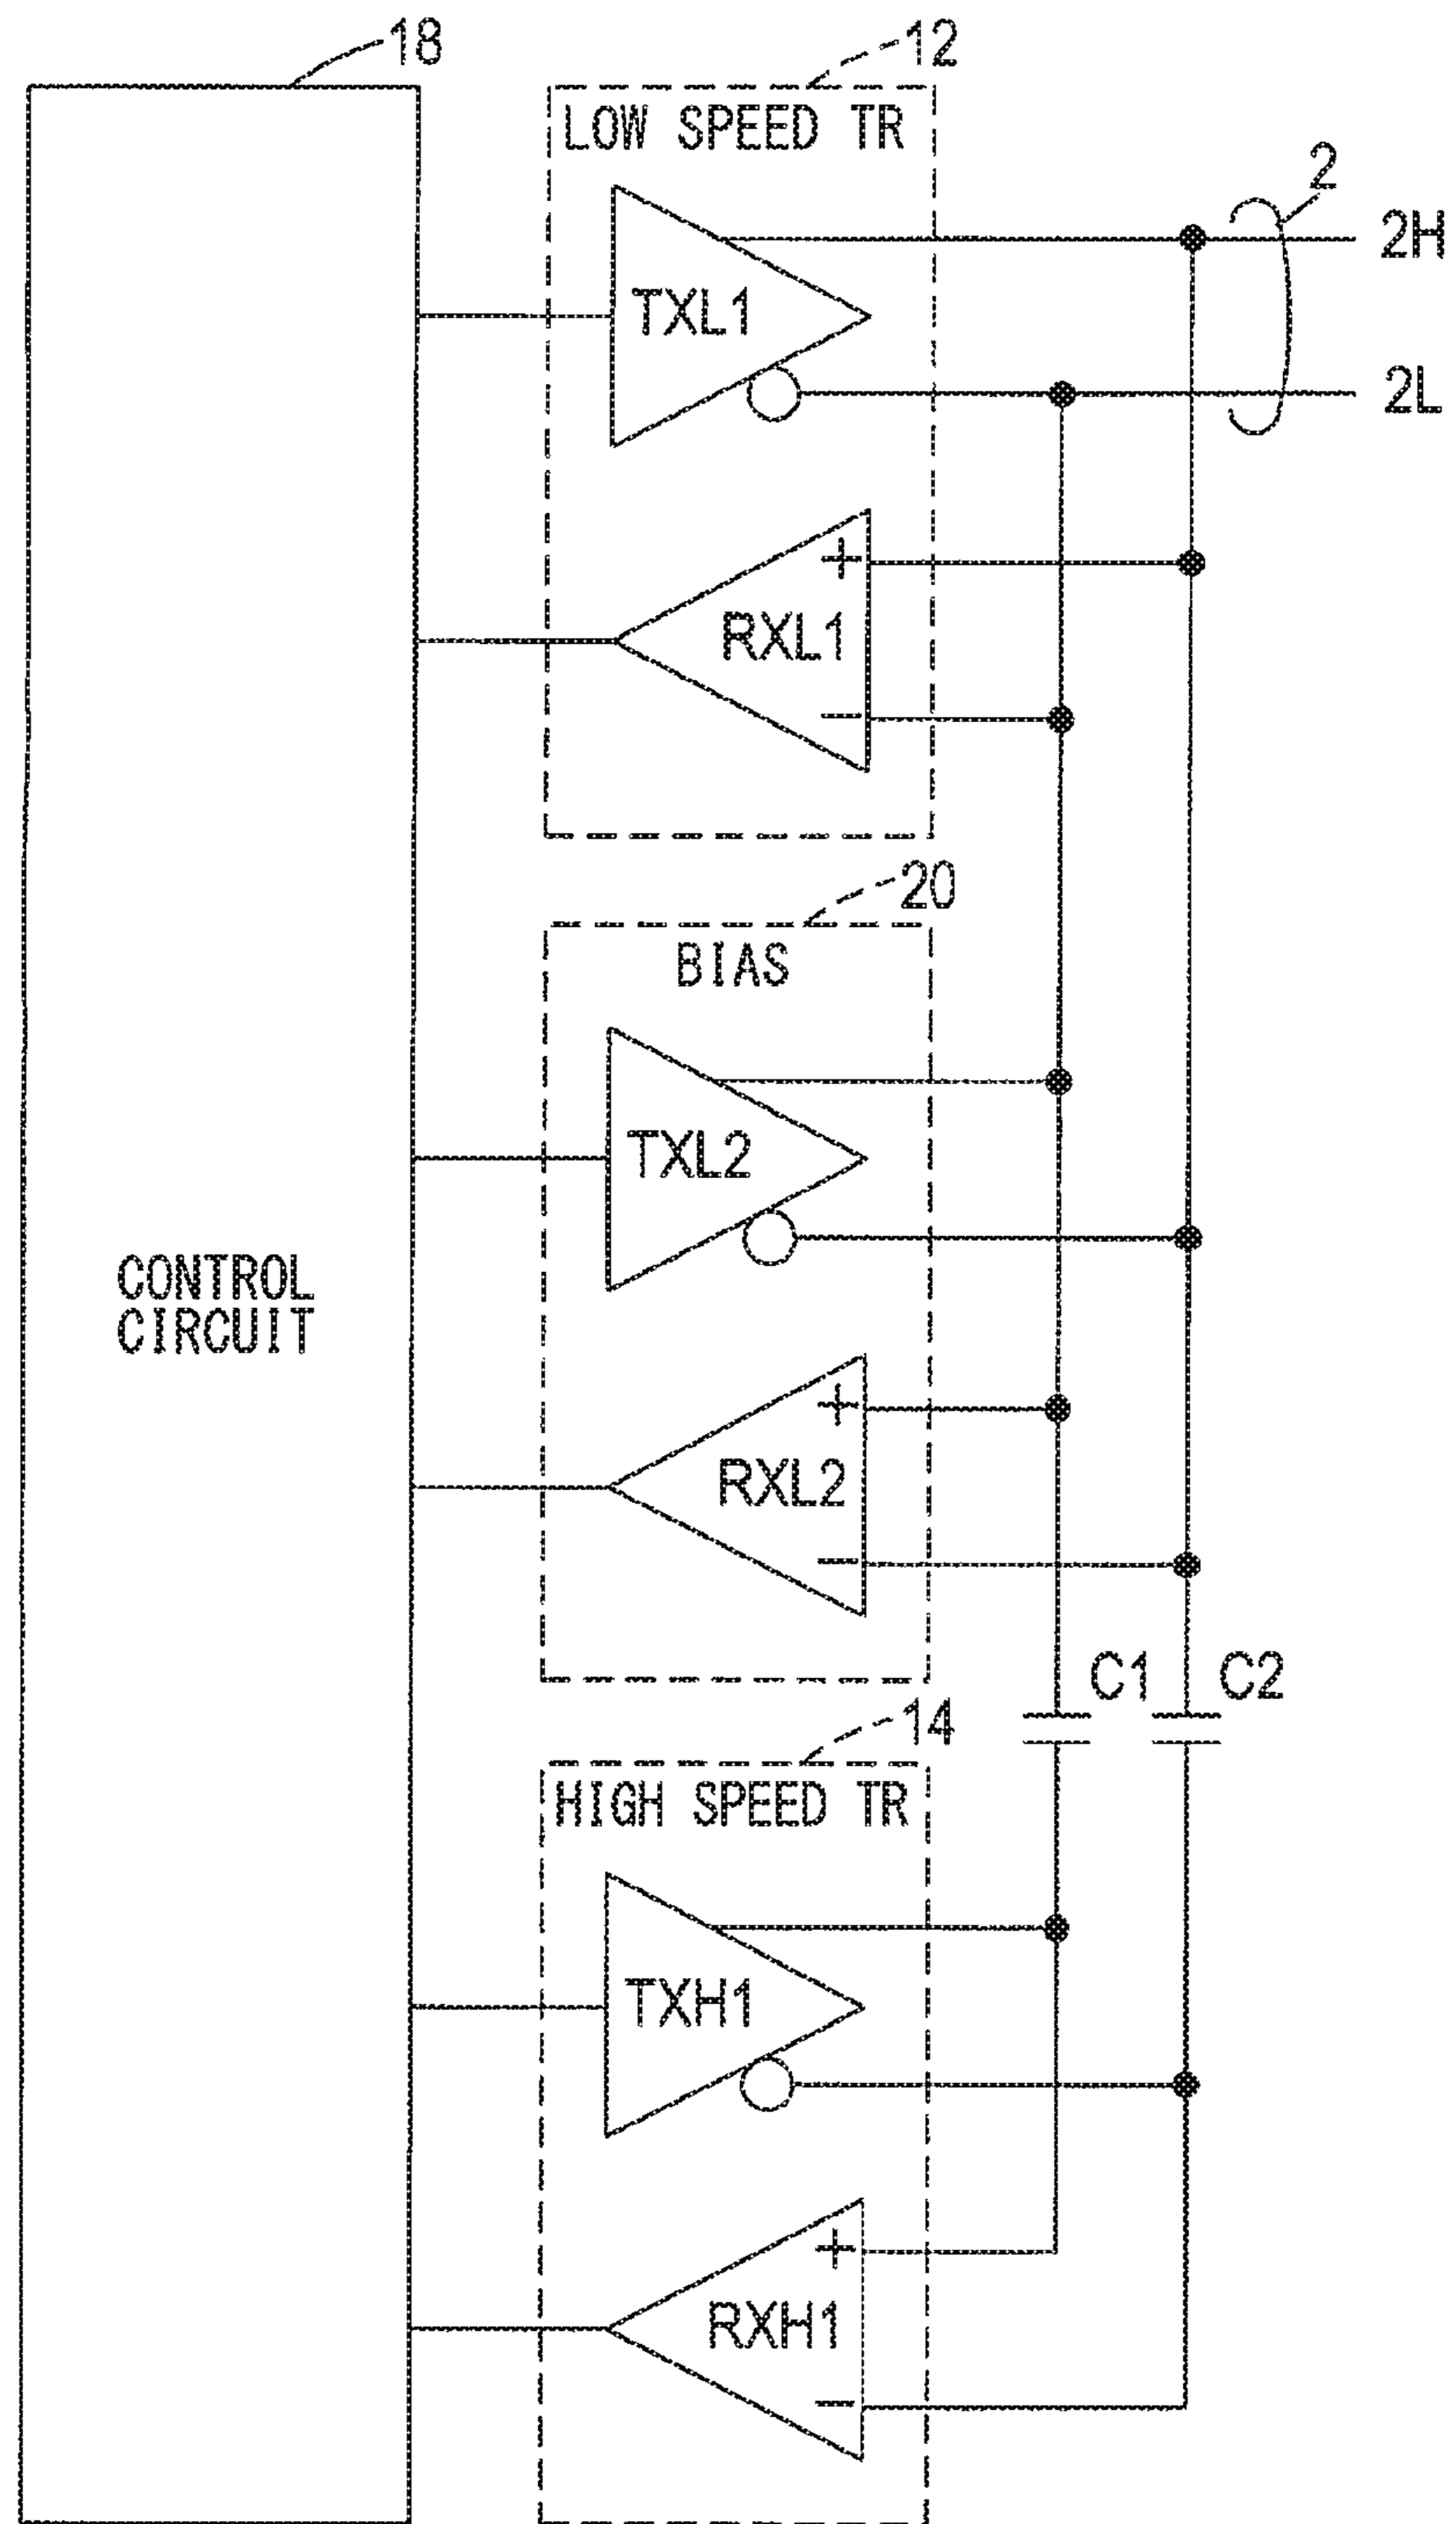 18
12
LOW SPEED TR
2
2H
TXL1
2L
+
RXL1
−
20
BIAS
TXL2
CONTROL
CIRCUIT
+
RXL2
−
C1
C2
14
HIGH SPEED TR
TXH1
+
RXH1
−